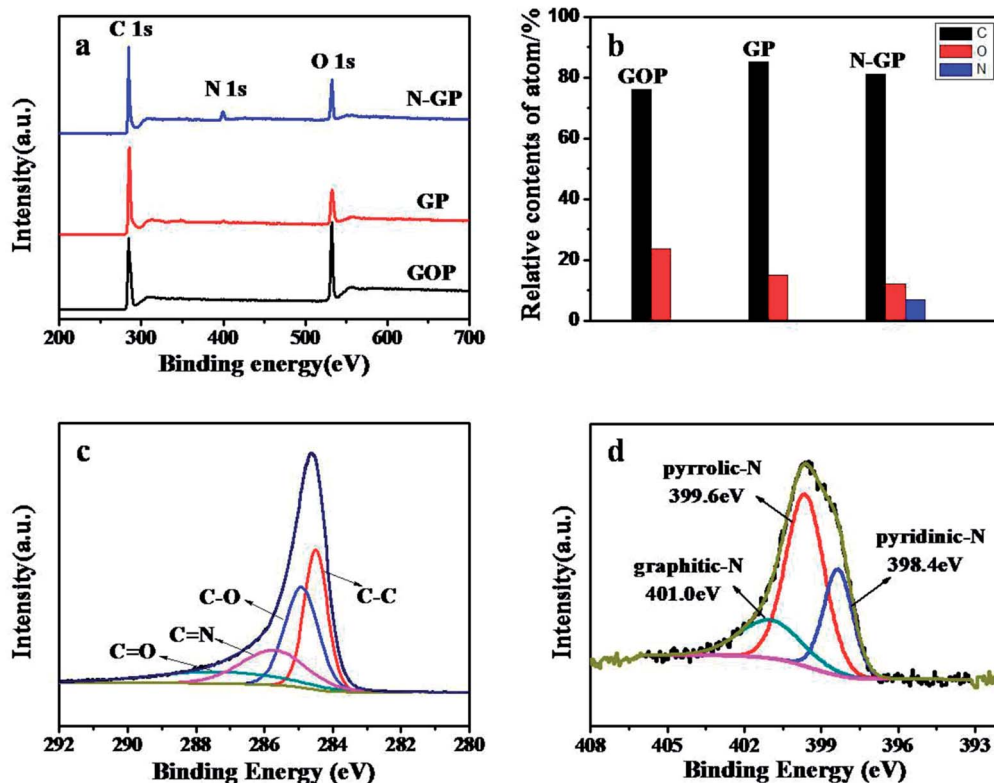 a
C 1s
N 1s
O 1s
N-GP
GP
GOP
Intensity(a.u.)
200 300 400 500 600 700
Binding energy(eV)
b
GOP
GP
N-GP
C
O
N
Relative contents of atom/%
100
80
60
40
20
0
c
C-O
C=N
C=O
C-C
Intensity(a.u.)
292 290 288 286 284 282 280
Binding Energy (eV)
d
pyrrolic-N
399.6eV
graphitic-N
401.0eV
pyridinic-N
398.4eV
Intensity(a.u.)
408 405 402 399 396 393
Binding Energy (eV)